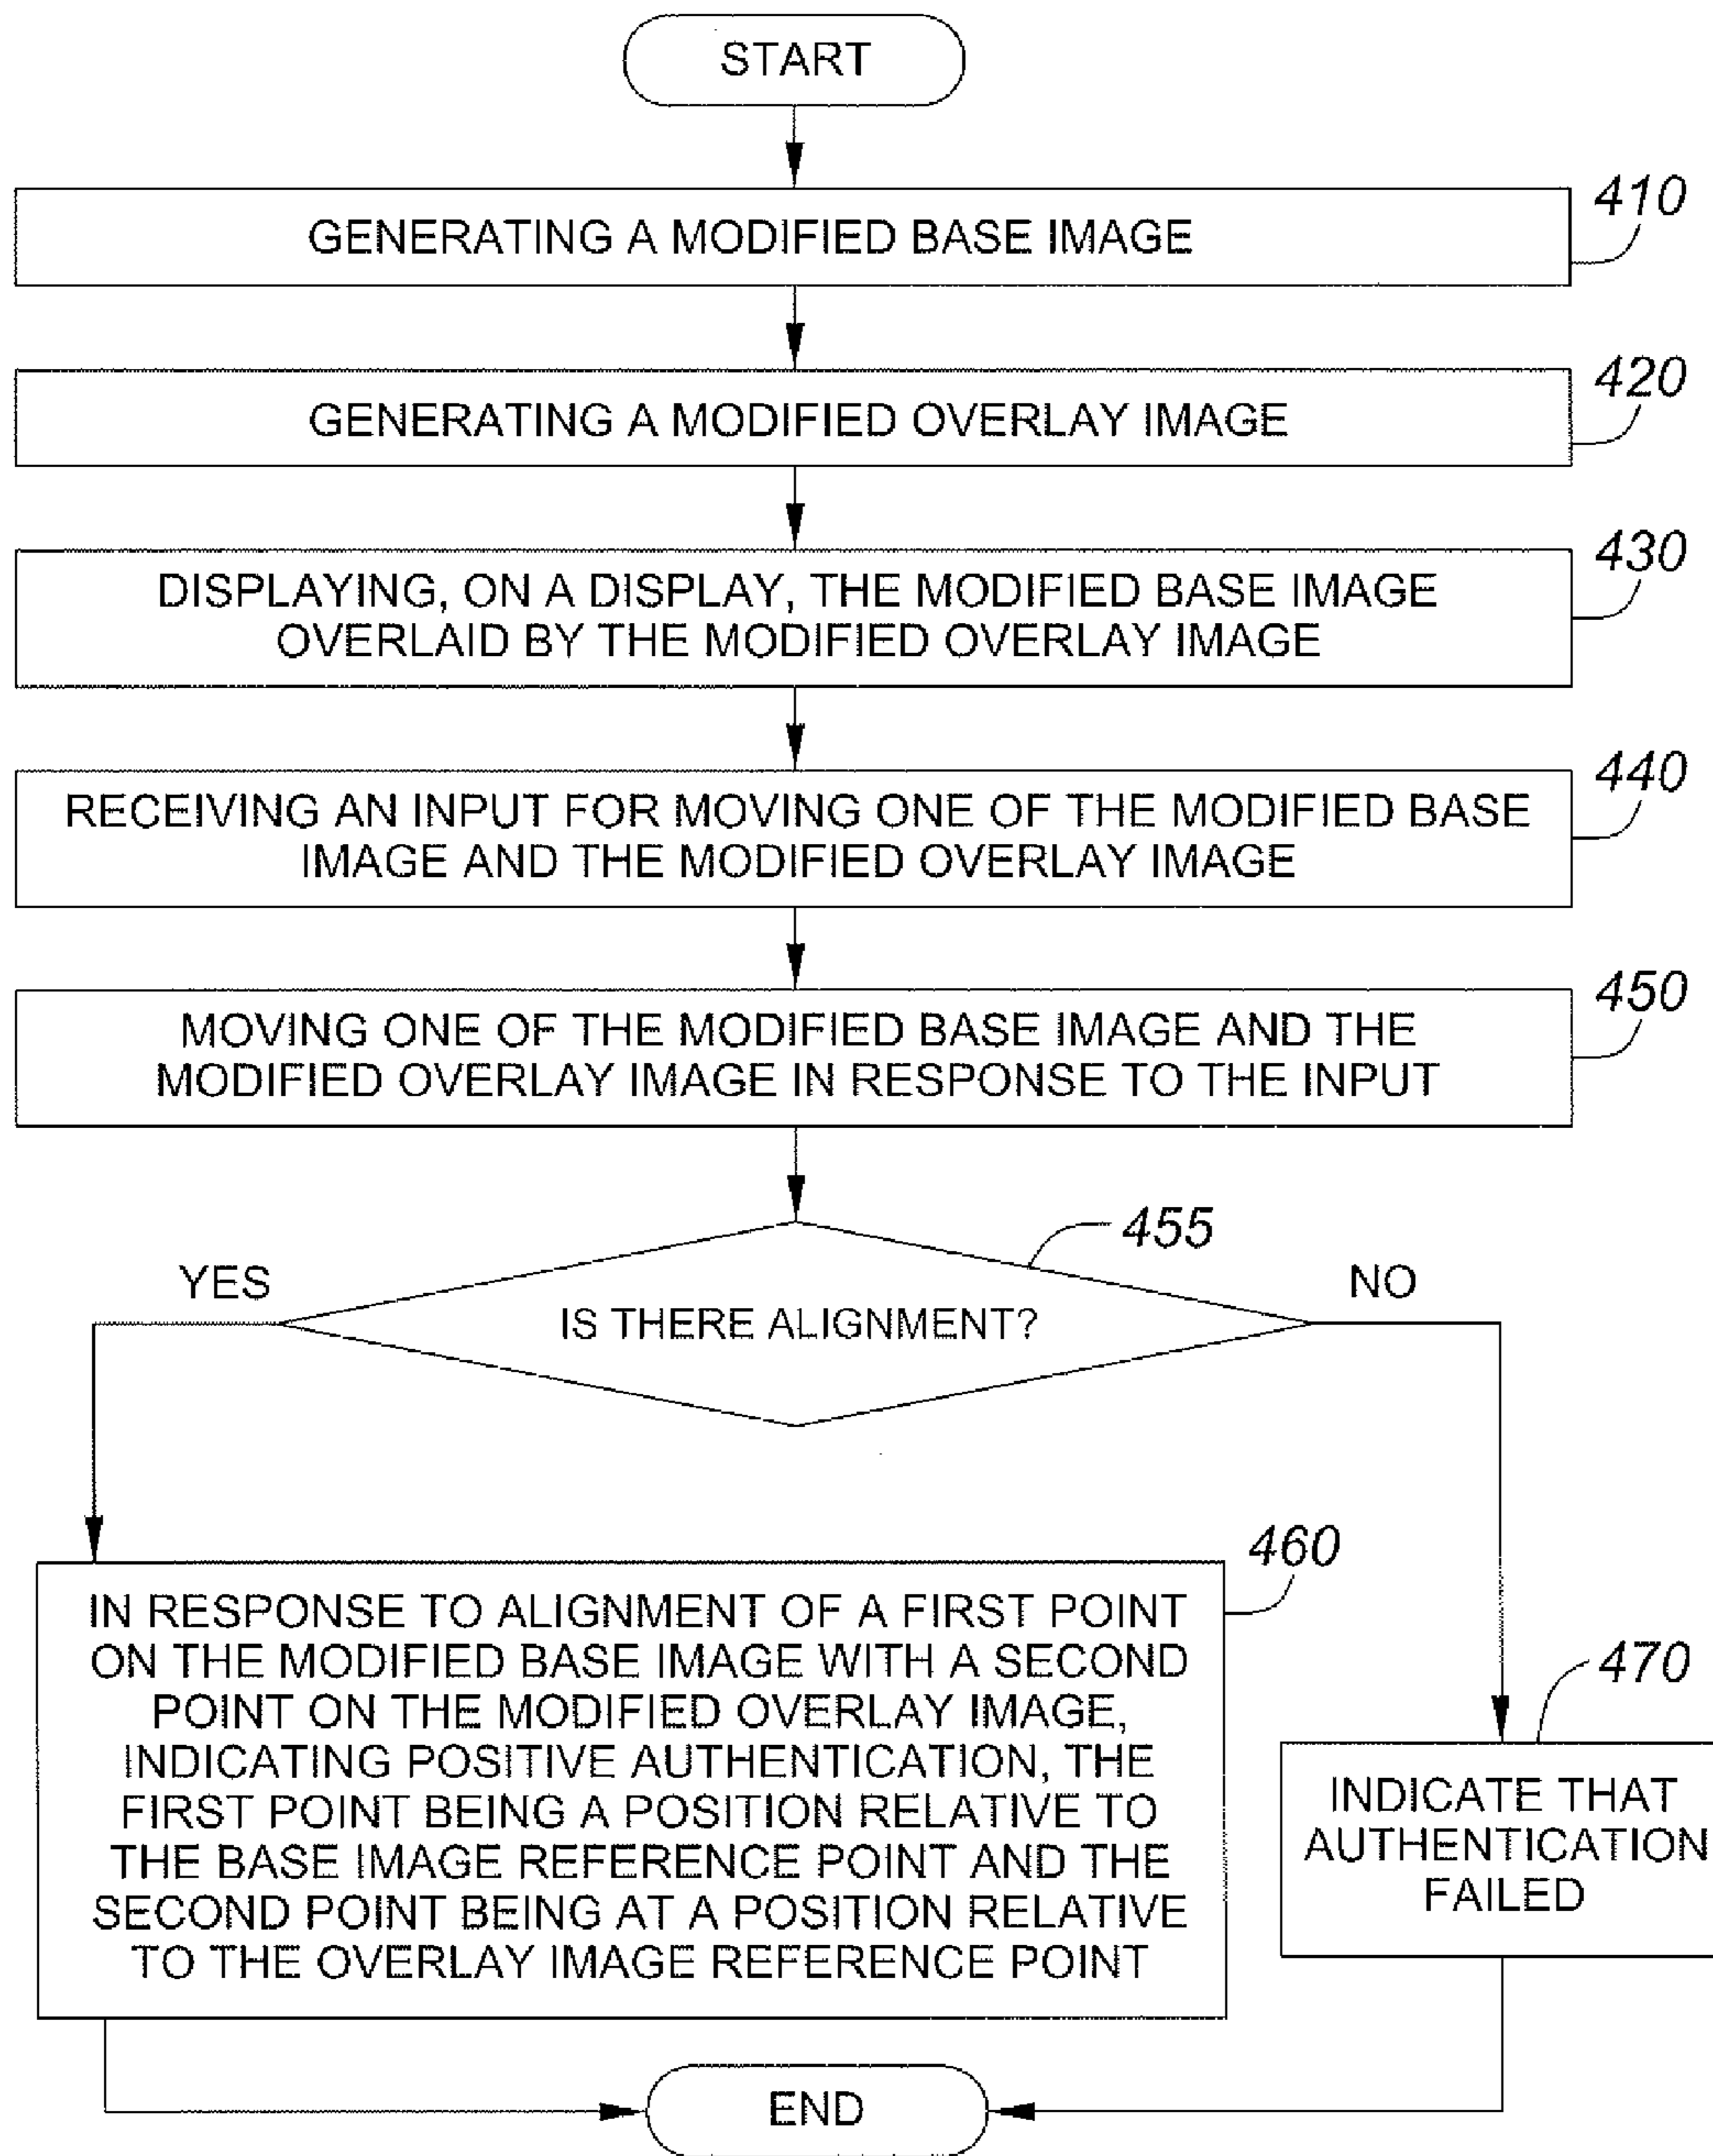 START
410
GENERATING A MODIFIED BASE IMAGE
420
GENERATING A MODIFIED OVERLAY IMAGE
430
DISPLAYING, ON A DISPLAY, THE MODIFIED BASE IMAGE
OVERLAID BY THE MODIFIED OVERLAY IMAGE
440
RECEIVING AN INPUT FOR MOVING ONE OF THE MODIFIED BASE
IMAGE AND THE MODIFIED OVERLAY IMAGE
450
MOVING ONE OF THE MODIFIED BASE IMAGE AND THE
MODIFIED OVERLAY IMAGE IN RESPONSE TO THE INPUT
455
YES
NO
IS THERE ALIGNMENT?
460
IN RESPONSE TO ALIGNMENT OF A FIRST POINT
ON THE MODIFIED BASE IMAGE WITH A SECOND
POINT ON THE MODIFIED OVERLAY IMAGE,
INDICATING POSITIVE AUTHENTICATION, THE
FIRST POINT BEING A POSITION RELATIVE TO
THE BASE IMAGE REFERENCE POINT AND THE
SECOND POINT BEING AT A POSITION RELATIVE
TO THE OVERLAY IMAGE REFERENCE POINT
470
INDICATE THAT
AUTHENTICATION
FAILED
END